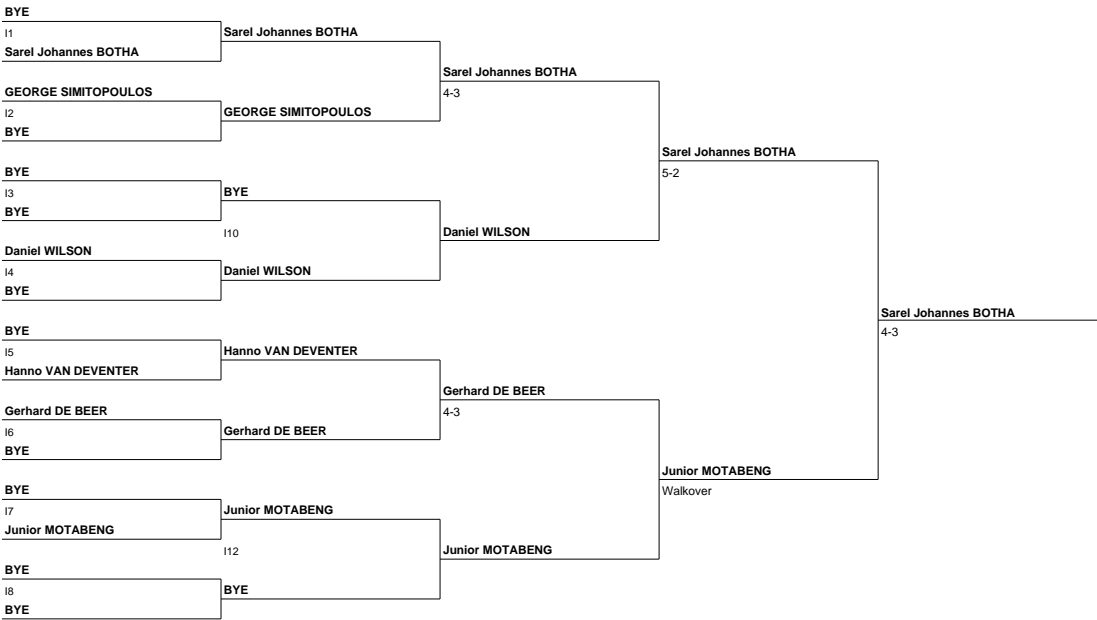 BYE
I1
Sarel Johannes BOTHA
GEORGE SIMITOPOULOS
I2
BYE
BYE
I3
BYE
Daniel WILSON
I4
BYE
BYE
I5
Hanno VAN DEVENTER
Gerhard DE BEER
I6
BYE
BYE
I7
Junior MOTABENG
BYE
I8
BYE
Sarel Johannes BOTHA
GEORGE SIMITOPOULOS
BYE
I10
Daniel WILSON
Hanno VAN DEVENTER
Gerhard DE BEER
Junior MOTABENG
I12
BYE
Sarel Johannes BOTHA
4-3
Daniel WILSON
Gerhard DE BEER
4-3
Junior MOTABENG
Sarel Johannes BOTHA
5-2
Junior MOTABENG
Walkover
Sarel Johannes BOTHA
4-3